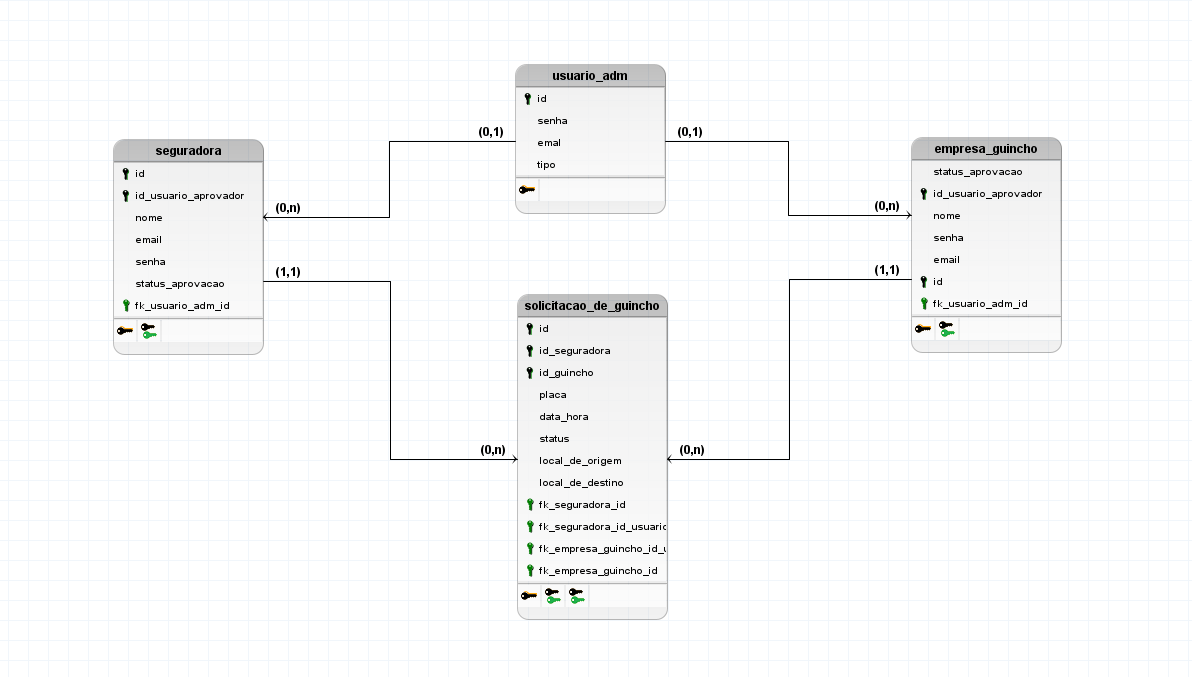 usuario_adm
id
senha
emal
tipo
(0,1)
(0,1)
seguradora
id
id_usuario_aprovador
nome
email
senha
status_aprovacao
fk_usuario_adm_id
(0,n)
(1,1)
empresa_guincho
status_aprovacao
id_usuario_aprovador
nome
senha
email
id
fk_usuario_adm_id
(0,n)
(1,1)
solicitacao_de_guincho
id
id_seguradora
id_guincho
placa
data_hora
status
local_de_origem
local_de_destino
fk_seguradora_id
fk_seguradora_id_usuaric
fk_empresa_guincho_id_u
fk_empresa_guincho_id
(0,n)
(0,n)